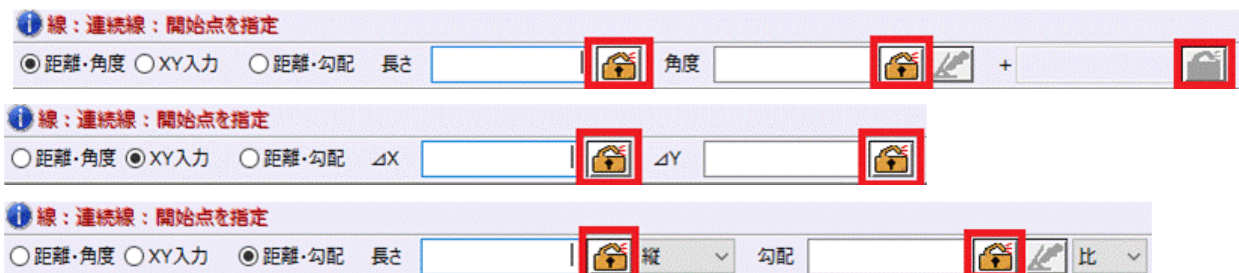 線：連続線：開始点を指定
距離・角度 XY入力 距離・勾配 長さ 角度 +
線：連続線：開始点を指定
距離・角度 XY入力 距離・勾配 ⊿X ⊿Y
線：連続線：開始点を指定
距離・角度 XY入力 距離・勾配 長さ 縦 勾配 比